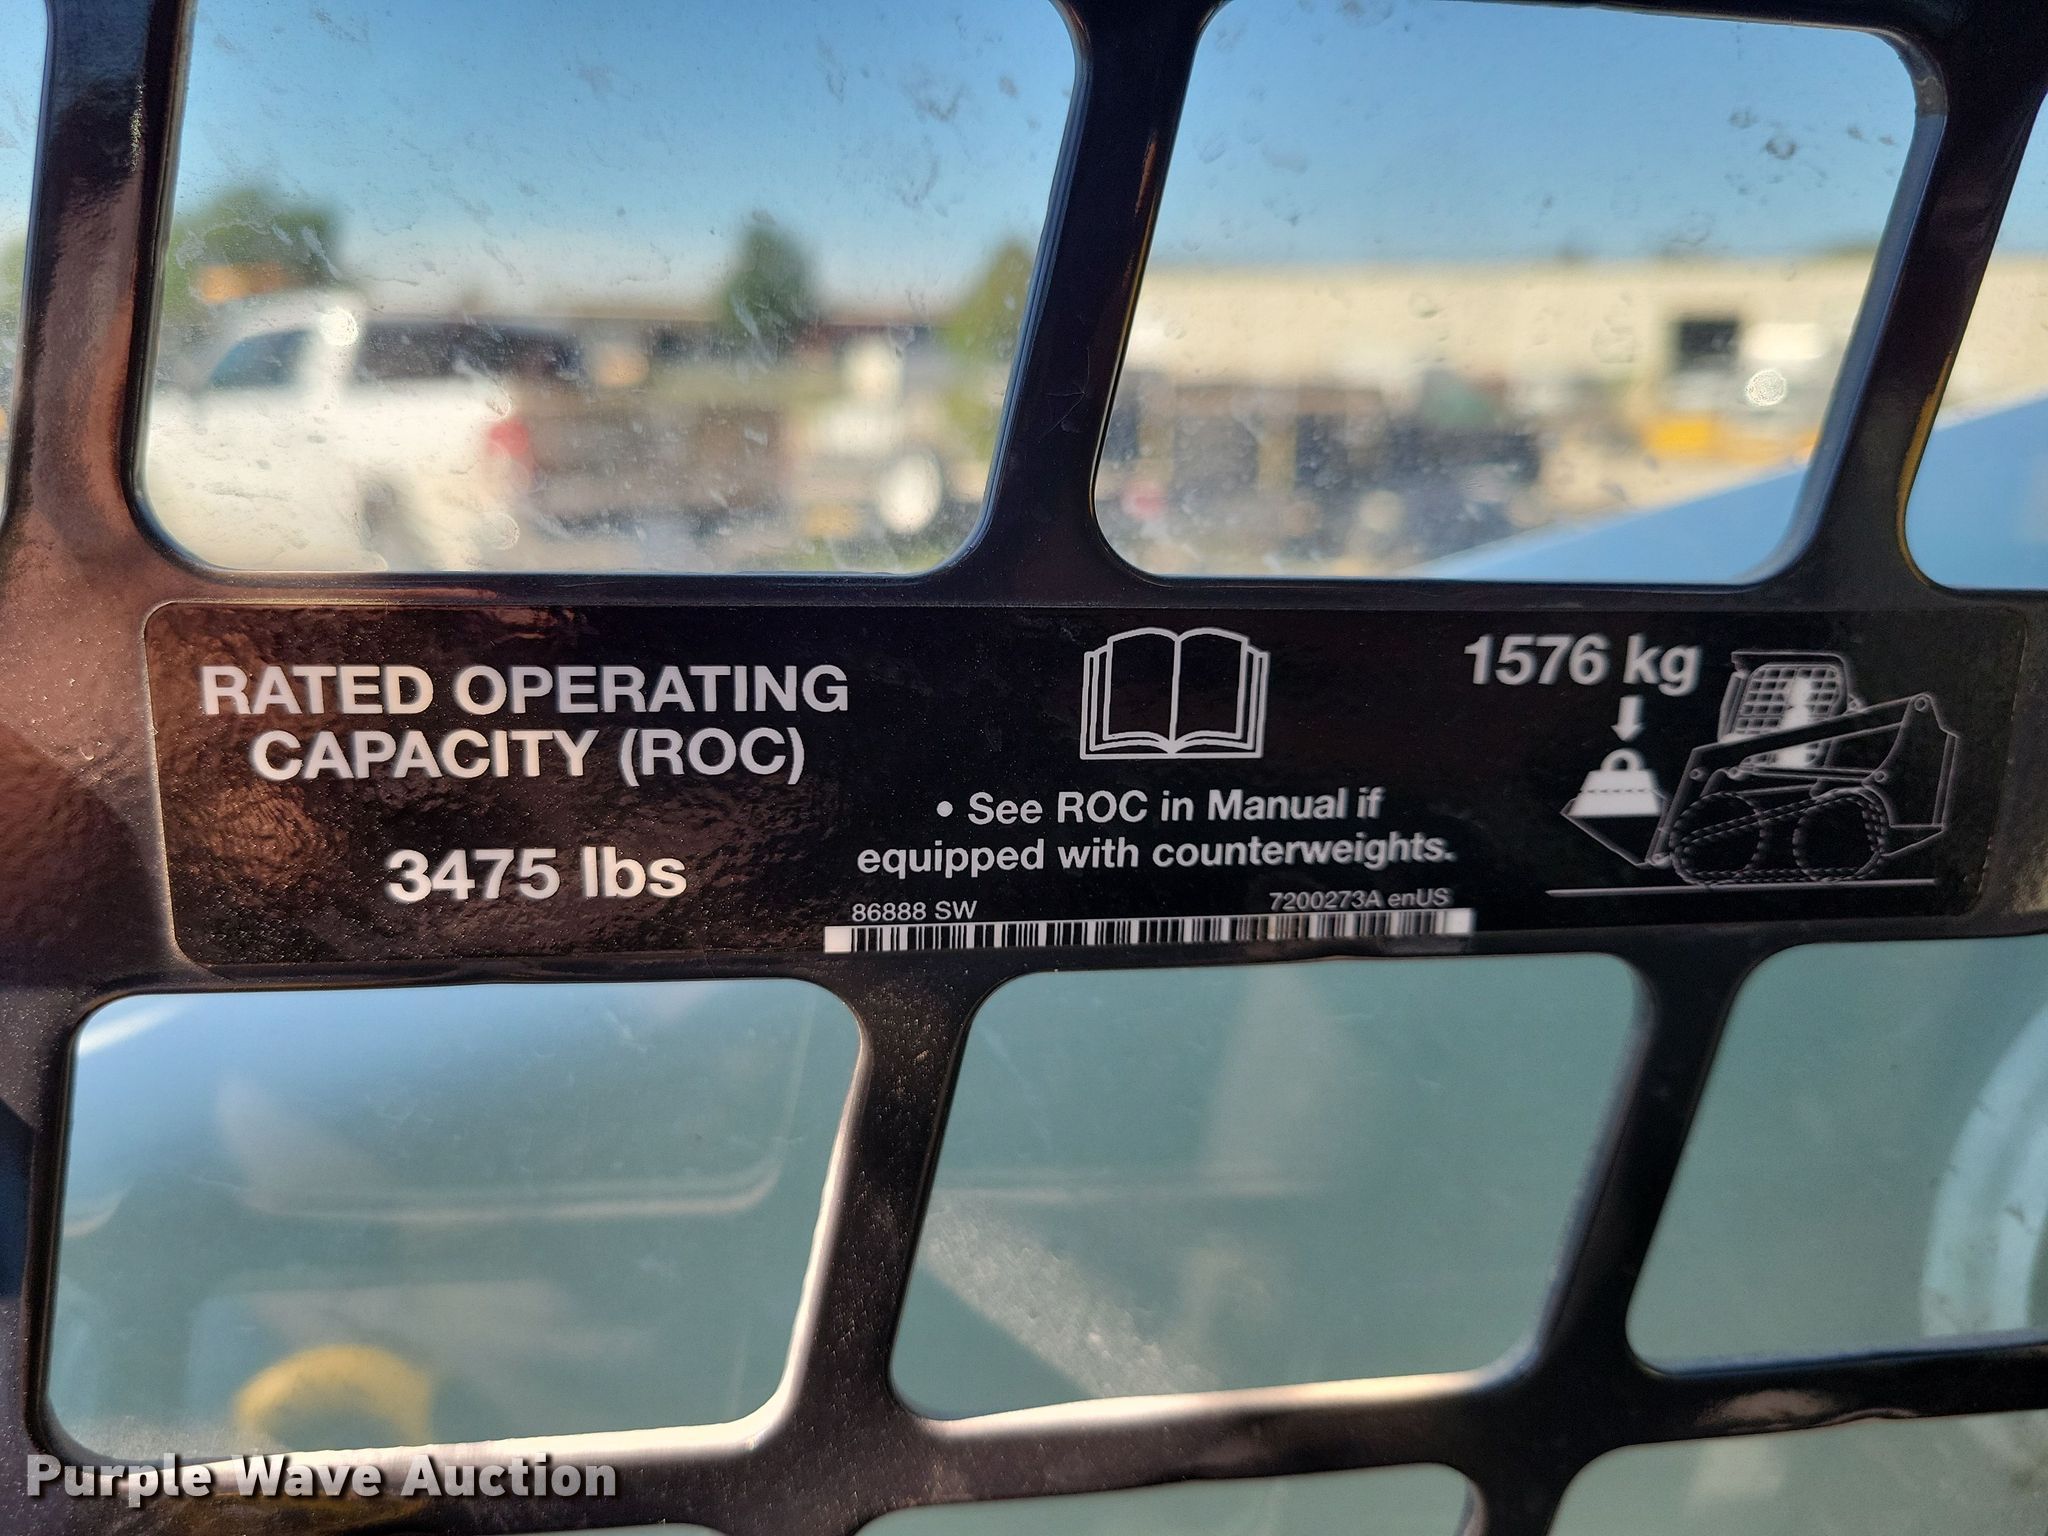 RATED OPERATING
CAPACITY (ROC)
3475 lbs
• See ROC in Manual if
equipped with counterweights.
86888 SW
7200273A enUS
1576 kg
Purple Wave Auction